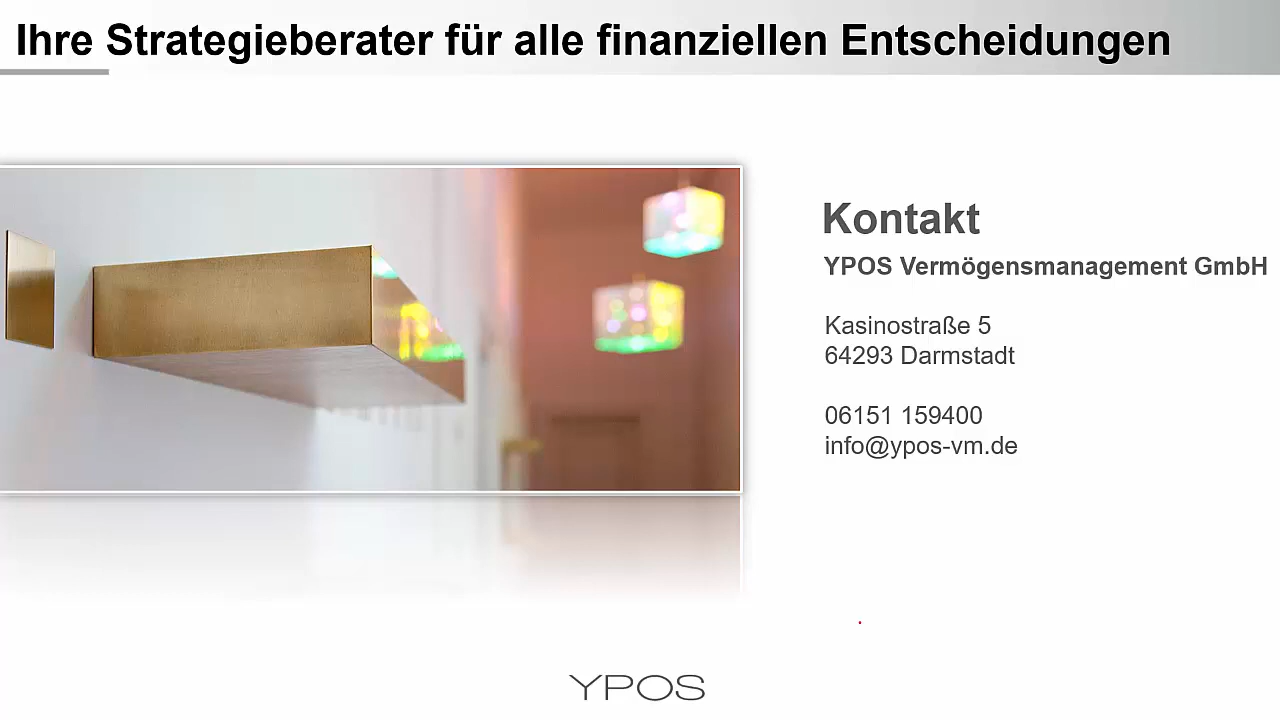 Ihre Strategieberater für alle finanziellen Entscheidungen
Kontakt
YPOS Vermögensmanagement GmbH
Kasinostraße 5
64293 Darmstadt
06151 159400
info@ypos-vm.de
YPOS